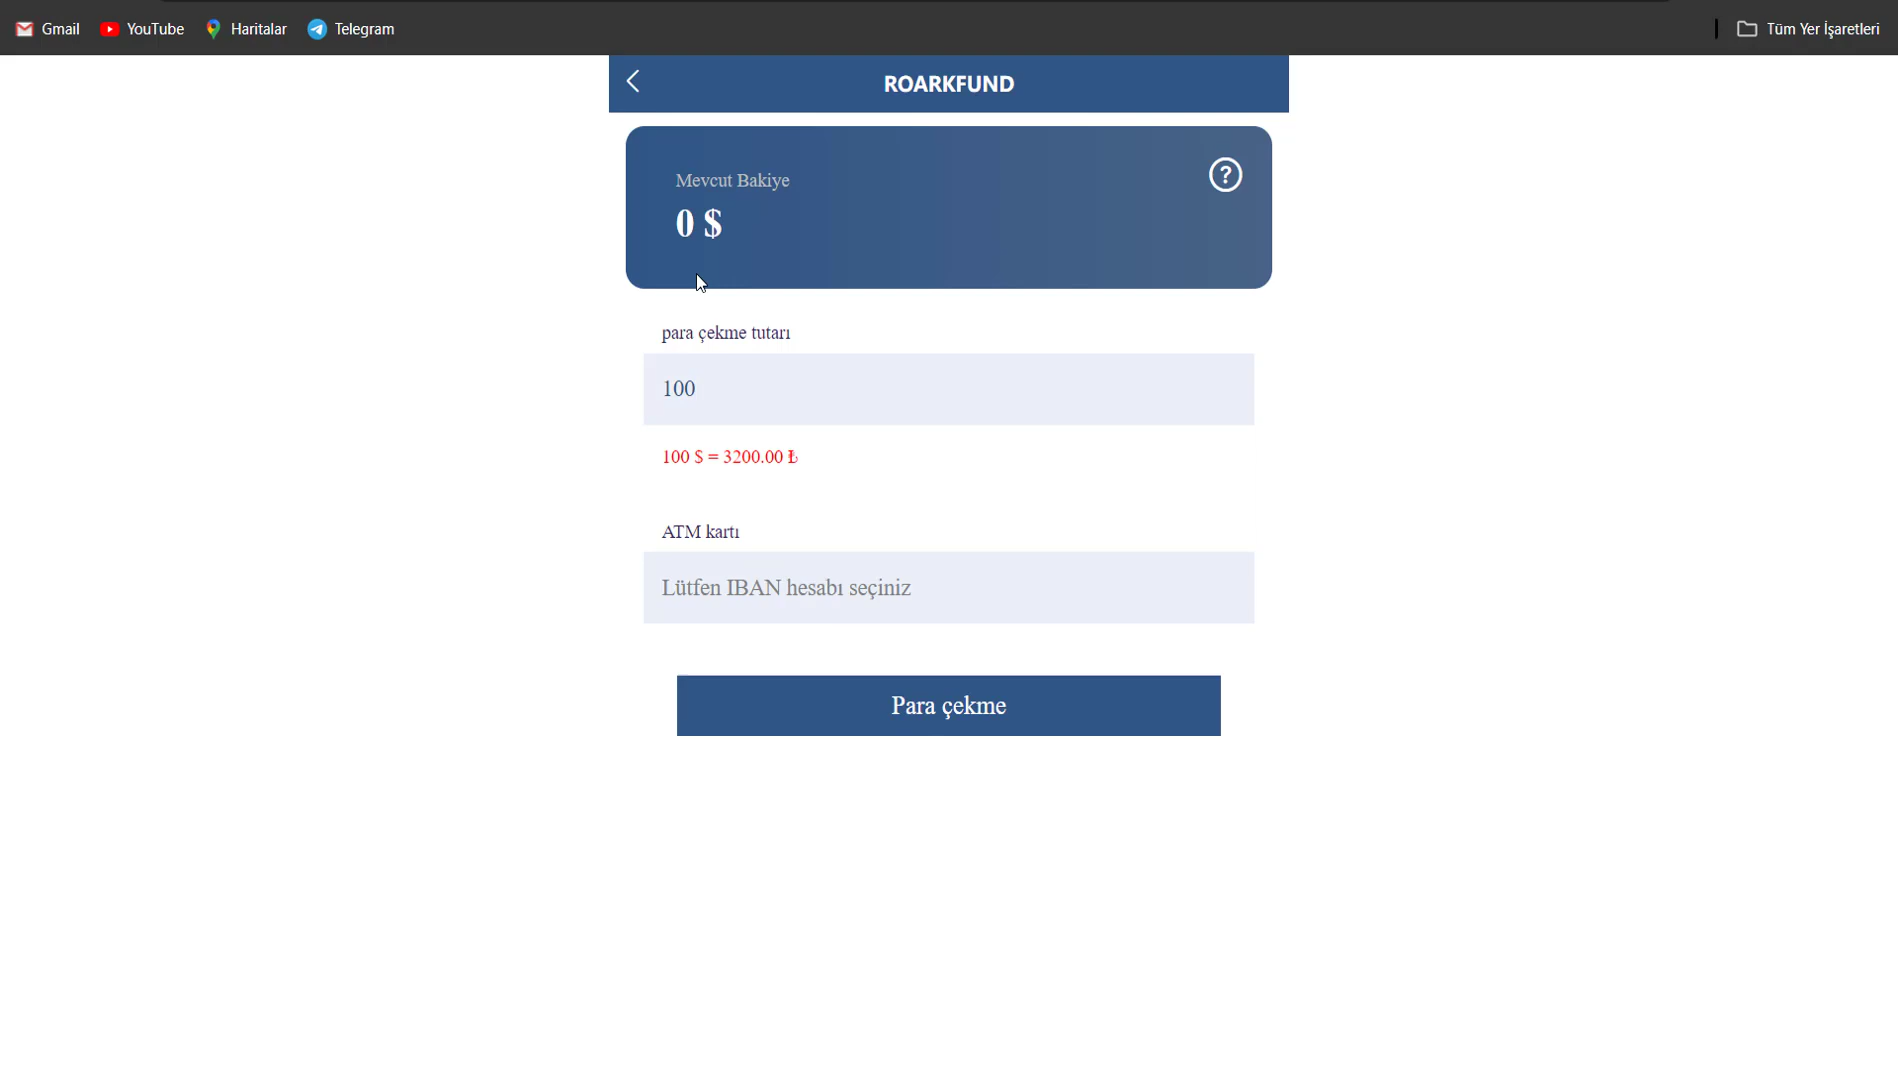 Gmail YouTube Haritalar Telegram Tüm Yer İşaretleri
ROARKFUND
Mevcut Bakiye
0 $
para çekme tutarı
100
100 $ = 3200.00 ₺
ATM kartı
Lütfen IBAN hesabı seçiniz
Para çekme